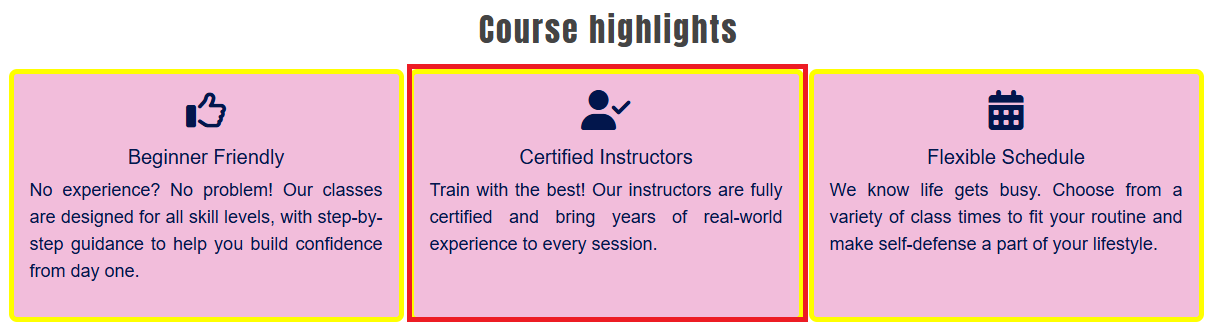 Course highlights
Beginner Friendly
No experience? No problem! Our classes
are designed for all skill levels, with step-by-
step guidance to help you build confidence
from day one.
Certified Instructors
Train with the best! Our instructors are fully
certified and bring years of real-world
experience to every session.
Flexible Schedule
We know life gets busy. Choose from a
variety of class times to fit your routine and
make self-defense a part of your lifestyle.